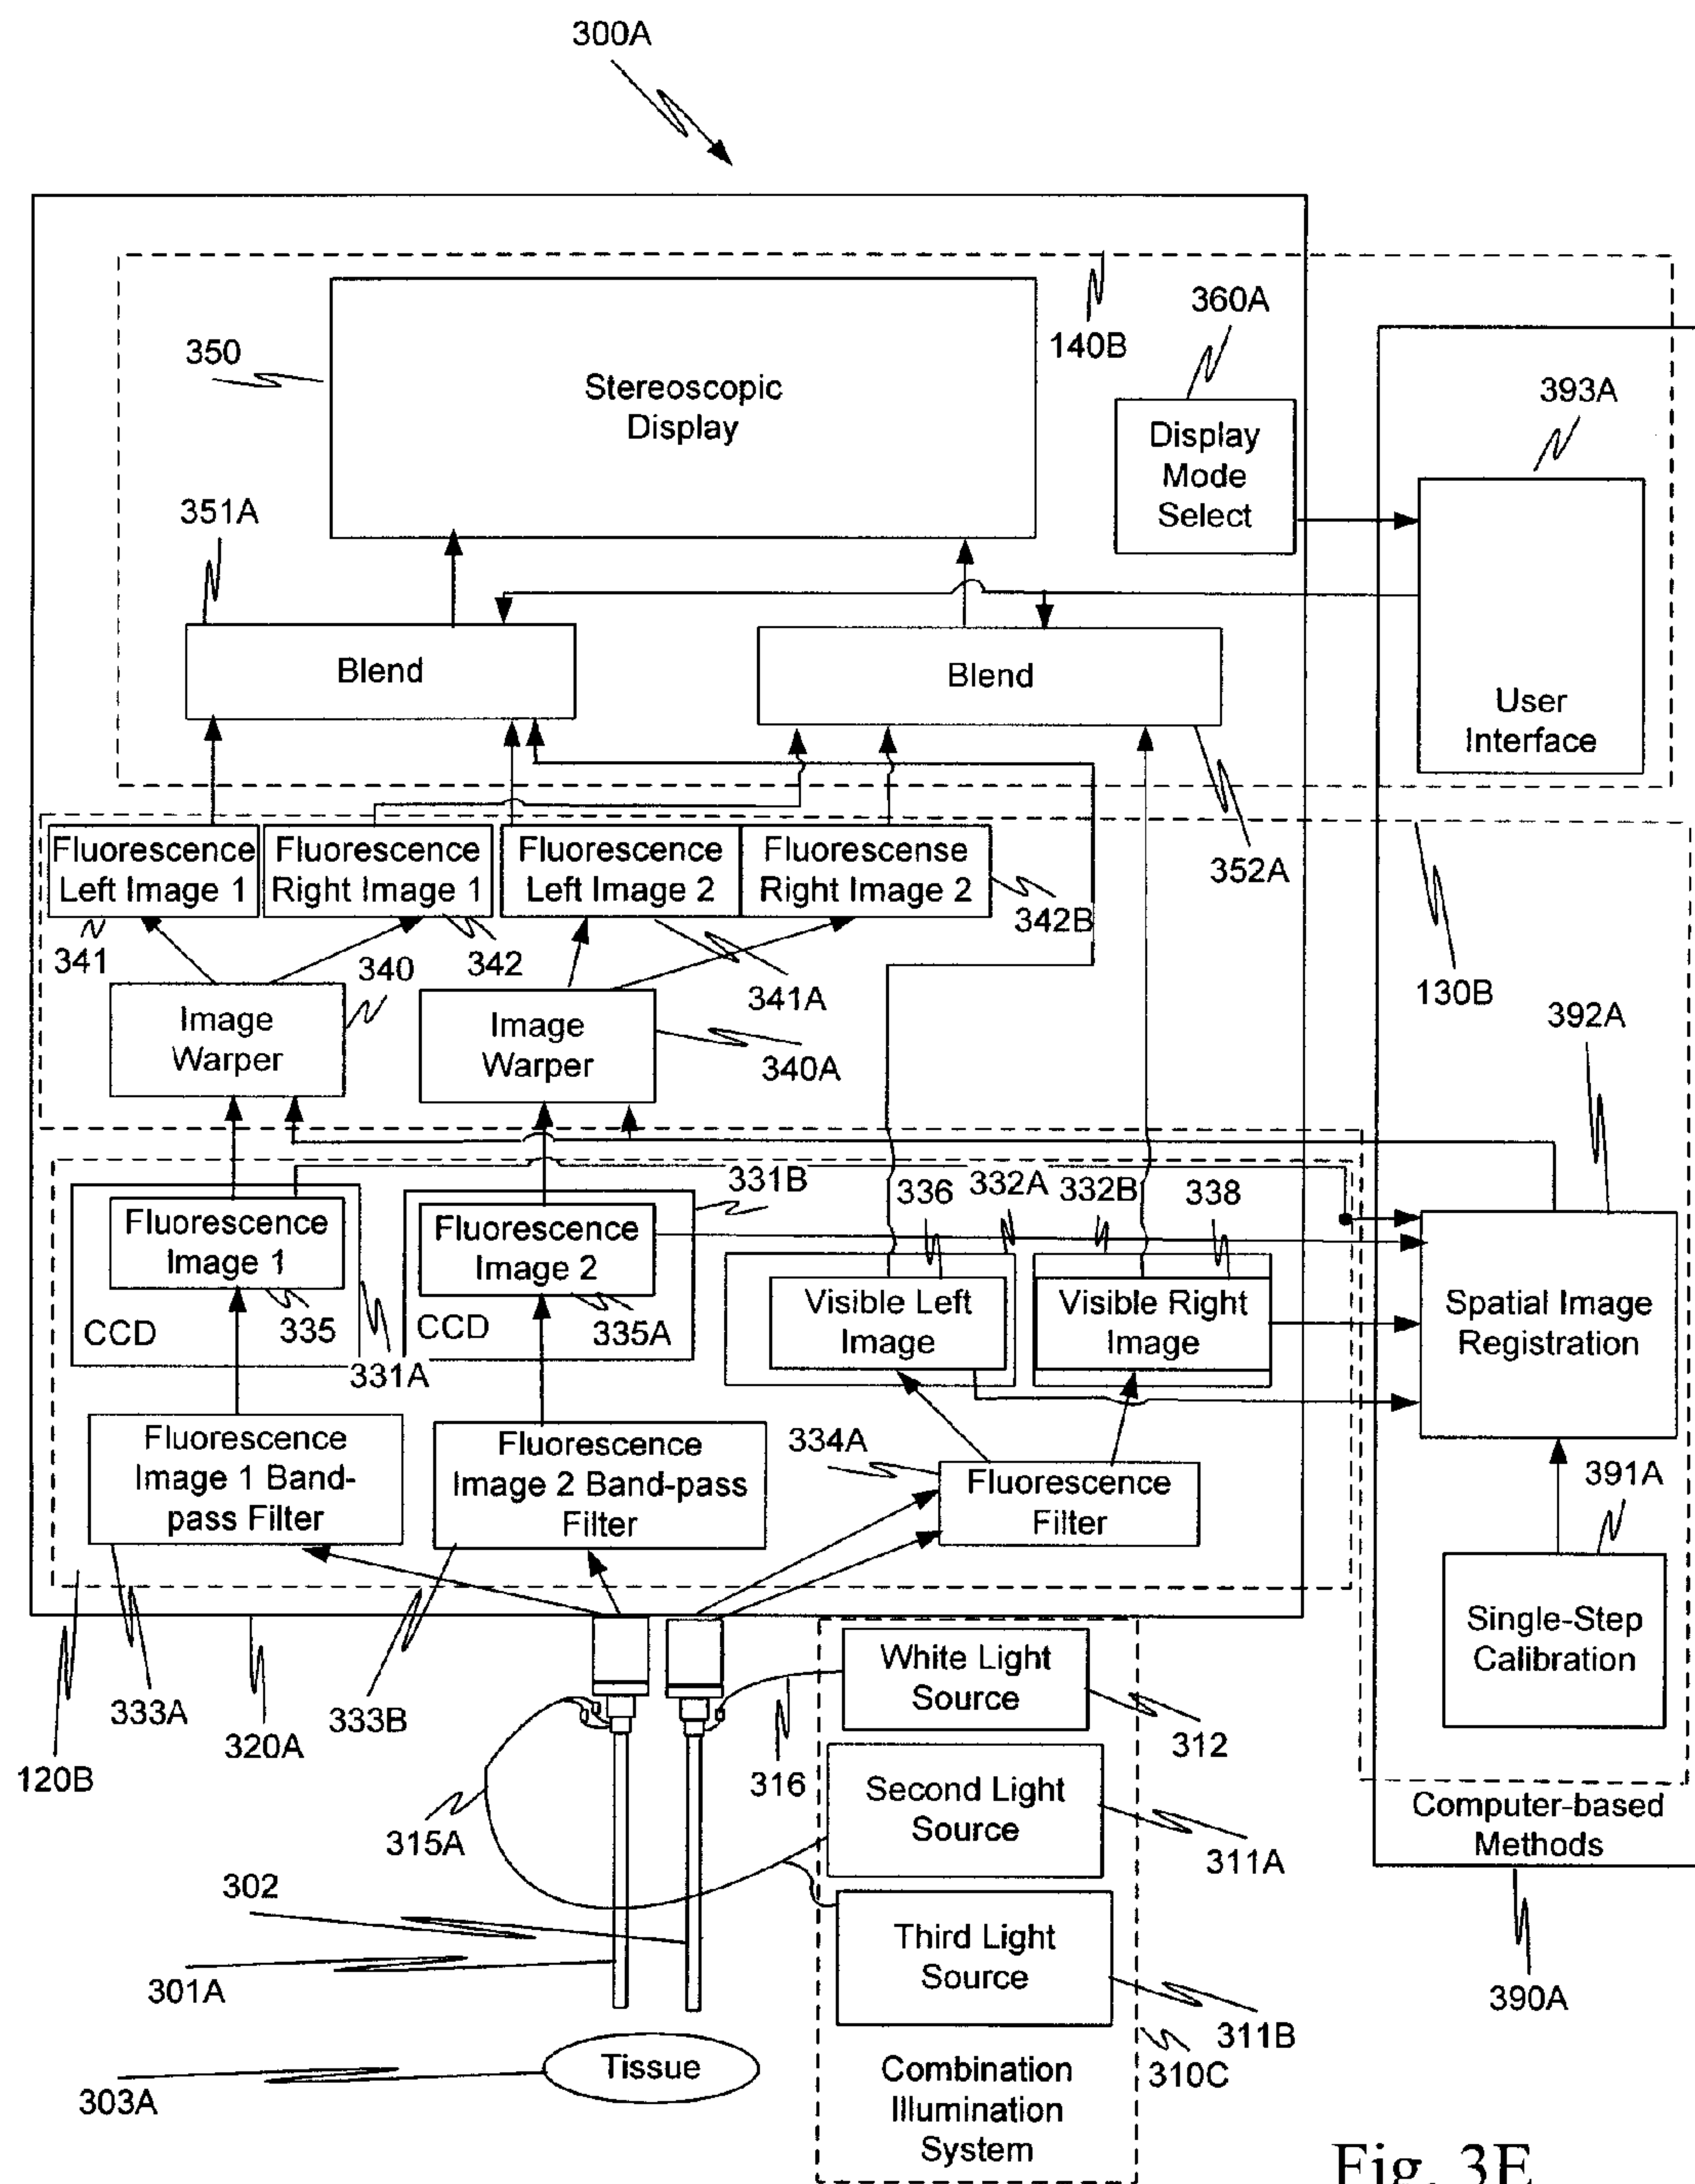 300A
140B
360A
350
Stereoscopic
Display
393A
Display
Mode
Select
351A
Blend
Blend
User
Interface
352A
Fluorescence
Left Image 1
Fluorescence
Right Image 1
Fluorescence
Left Image 2
Fluorescense
Right Image 2
341
342
342B
340
341A
130B
392A
Image
Warper
Image
Warper
340A
331B
336
332A
332B
338
Fluorescence
Image 1
Fluorescence
Image 2
Visible Left
Image
Visible Right
Image
Spatial Image
Registration
CCD
335
CCD
335A
331A
Fluorescence
Image 1 Band-
pass Filter
Fluorescence
Image 2 Band-pass
Filter
334A
Fluorescence
Filter
391A
Single-Step
Calibration
White Light
Source
333A
320A
333B
120B
316
312
315A
Second Light
Source
Computer-based
Methods
311A
302
301A
Third Light
Source
390A
311B
303A
Tissue
310C
Combination
Illumination
System
Fig. 3E